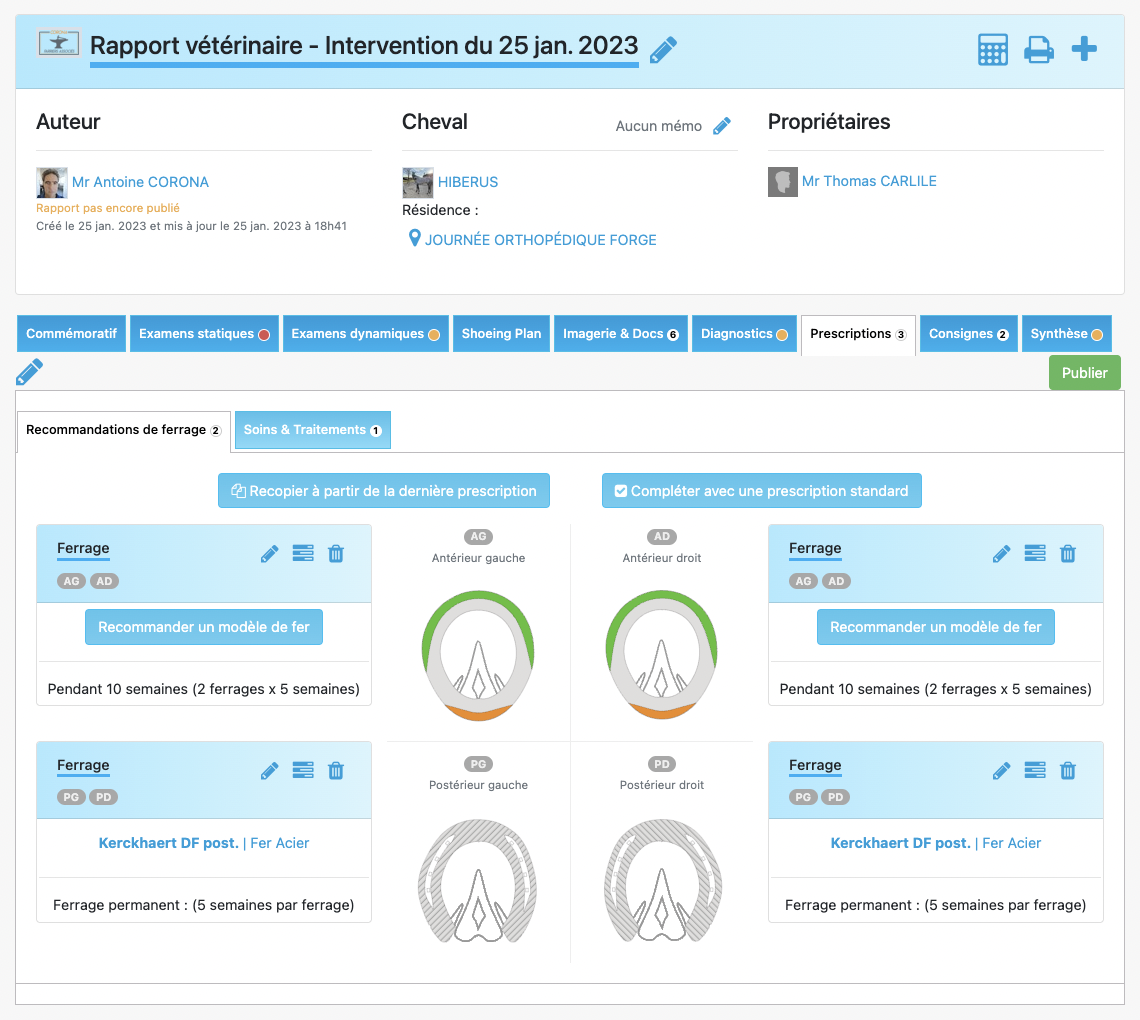 Rapport vétérinaire - Intervention du 25 jan. 2023
Auteur
Cheval
Aucun mémo
Propriétaires
Mr Antoine CORONA
Rapport pas encore publié
Créé le 25 jan. 2023 et mis à jour le 25 jan. 2023 à 18h41
HIBERUS
Résidence :
JOURNÉE ORTHOPÉDIQUE FORGE
Mr Thomas CARLILE
Commémoratif
Examens statiques
Examens dynamiques
Shoeing Plan
Imagerie & Docs 6
Diagnostics
Prescriptions 3
Consignes 2
Synthèse
Publier
Recommandations de ferrage 2
Soins & Traitements 1
Recopier à partir de la dernière prescription
Compléter avec une prescription standard
Ferrage
AG AD
Recommander un modèle de fer
Pendant 10 semaines (2 ferrages x 5 semaines)
AG
Antérieur gauche
AD
Antérieur droit
Ferrage
AG AD
Recommander un modèle de fer
Pendant 10 semaines (2 ferrages x 5 semaines)
Ferrage
PG PD
Kerckhaert DF post. | Fer Acier
Ferrage permanent : (5 semaines par ferrage)
PG
Postérieur gauche
PD
Postérieur droit
Ferrage
PG PD
Kerckhaert DF post. | Fer Acier
Ferrage permanent : (5 semaines par ferrage)